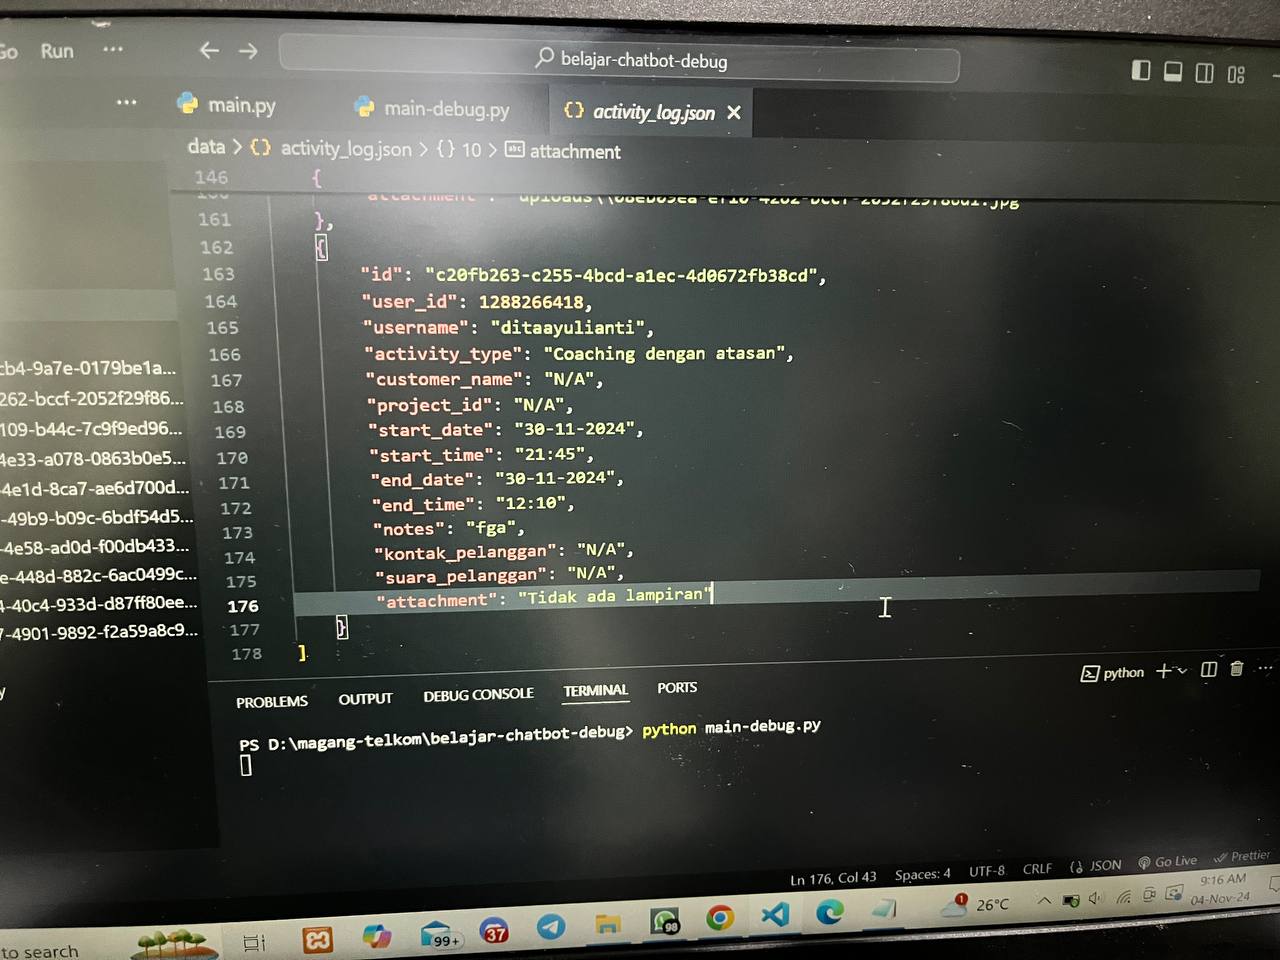 Go Run ··· ← → belajar-chatbot-debug
··· main.py main-debug.py {} activity_log.json ×
data > {} activity_log.json > {} 10 > abc attachment
146 {
161 },
162 {
163 "id": "c20fb263-c255-4bcd-a1ec-4d0672fb38cd",
164 "user_id": 1288266418,
165 "username": "ditaayulianti",
166 "activity_type": "Coaching dengan atasan",
167 "customer_name": "N/A",
168 "project_id": "N/A",
169 "start_date": "30-11-2024",
170 "start_time": "21:45",
171 "end_date": "30-11-2024",
172 "end_time": "12:10",
173 "notes": "fga",
174 "kontak_pelanggan": "N/A",
175 "suara_pelanggan": "N/A",
176 "attachment": "Tidak ada lampiran"
177 }
178 ]
cb4-9a7e-0179be1a...
262-bccf-2052f29f86...
109-b44c-7c9f9ed96...
4e33-a078-0863b0e5...
-4e1d-8ca7-ae6d700d...
-49b9-b09c-6bdf54d5...
-4e58-ad0d-f00db433...
e-448d-882c-6ac0499c...
4-40c4-933d-d87ff80ee...
7-4901-9892-f2a59a8c9...
y
PROBLEMS OUTPUT DEBUG CONSOLE TERMINAL PORTS python
PS D:\magang-telkom\belajar-chatbot-debug> python main-debug.py
Ln 176, Col 43 Spaces: 4 UTF-8 CRLF {} JSON Go Live Prettier
to search 99+ 37 98 1 26°C 9:16 AM
04-Nov-24